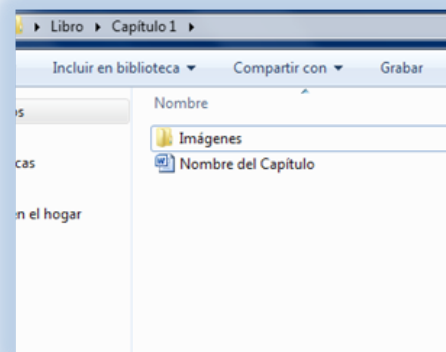 Libro Capítulo 1
Incluir en biblioteca Compartir con Grabar
Nombre
Imágenes
Nombre del Capítulo
cas
en el hogar